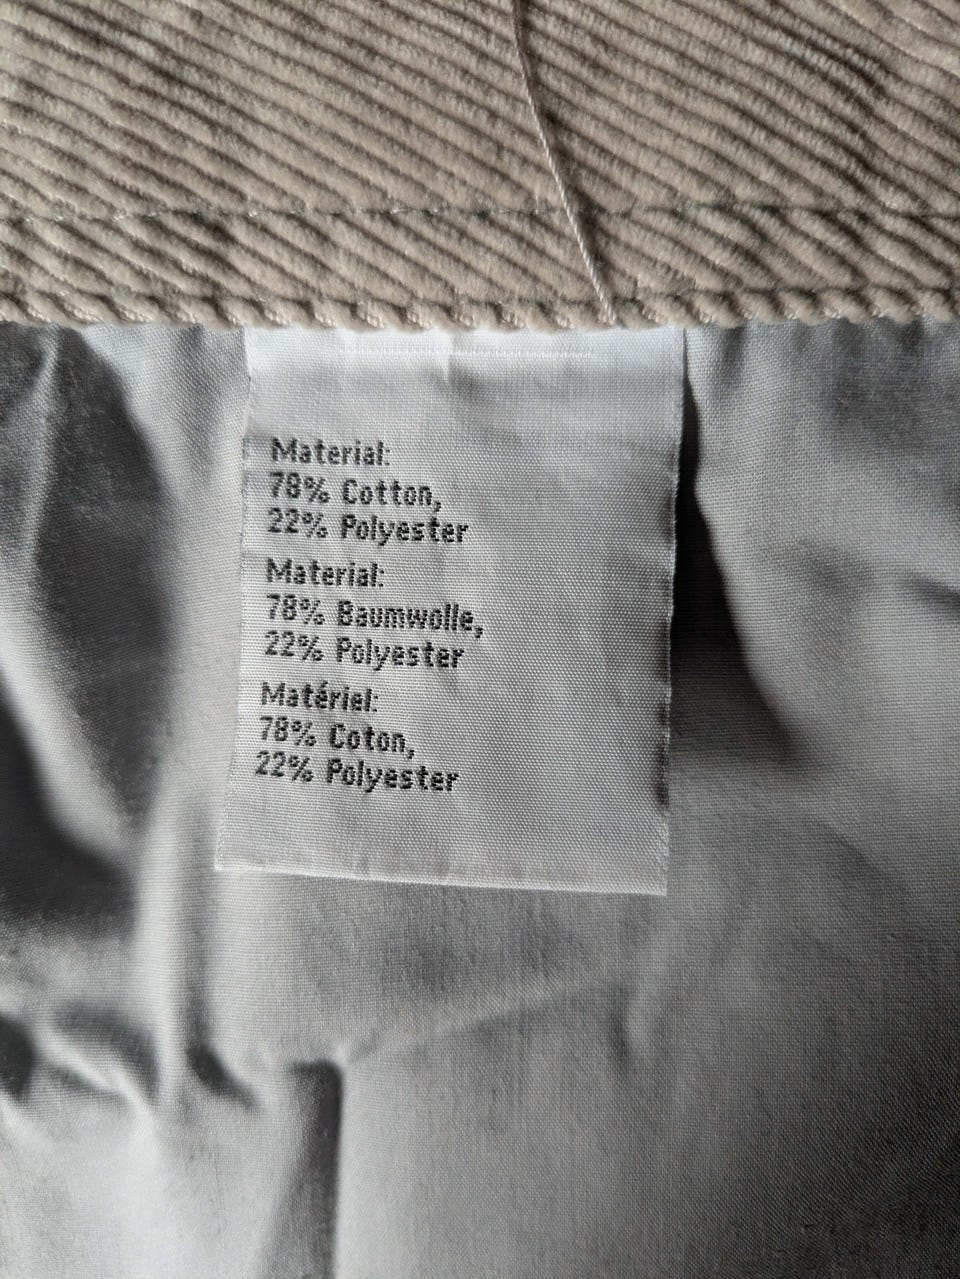 Material:
78% Cotton,
22% Polyester
Material:
78% Baumwolle,
22% Polyester
Matériel:
78% Coton,
22% Polyester